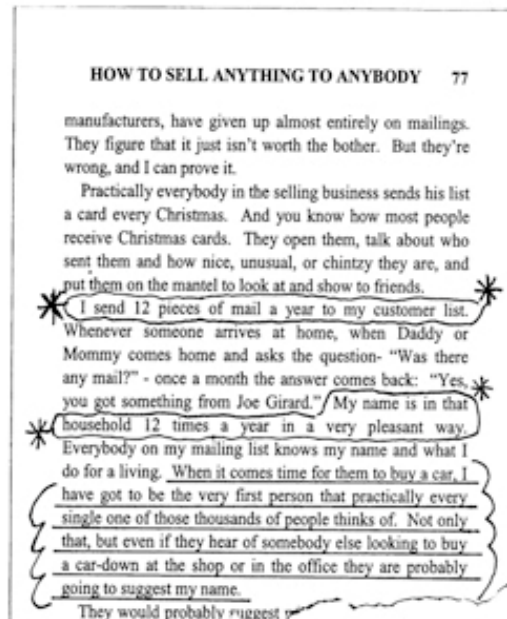 HOW TO SELL ANYTHING TO ANYBODY 77
manufacturers, have given up almost entirely on mailings.
They figure that it just isn't worth the bother. But they're
wrong, and I can prove it.
Practically everybody in the selling business sends his list
a card every Christmas. And you know how most people
receive Christmas cards. They open them, talk about who
sent them and how nice, unusual, or chintzy they are, and
put them on the mantel to look at and show to friends.
I send 12 pieces of mail a year to my customer list.
Whenever someone arrives at home, when Daddy or
Mommy comes home and asks the question- "Was there
any mail?" - once a month the answer comes back: "Yes,
you got something from Joe Girard." My name is in that
household 12 times a year in a very pleasant way.
Everybody on my mailing list knows my name and what I
do for a living. When it comes time for them to buy a car, I
have got to be the very first person that practically every
single one of those thousands of people thinks of. Not only
that, but even if they hear of somebody else looking to buy
a car-down at the shop or in the office they are probably
going to suggest my name.
They would probably suggest